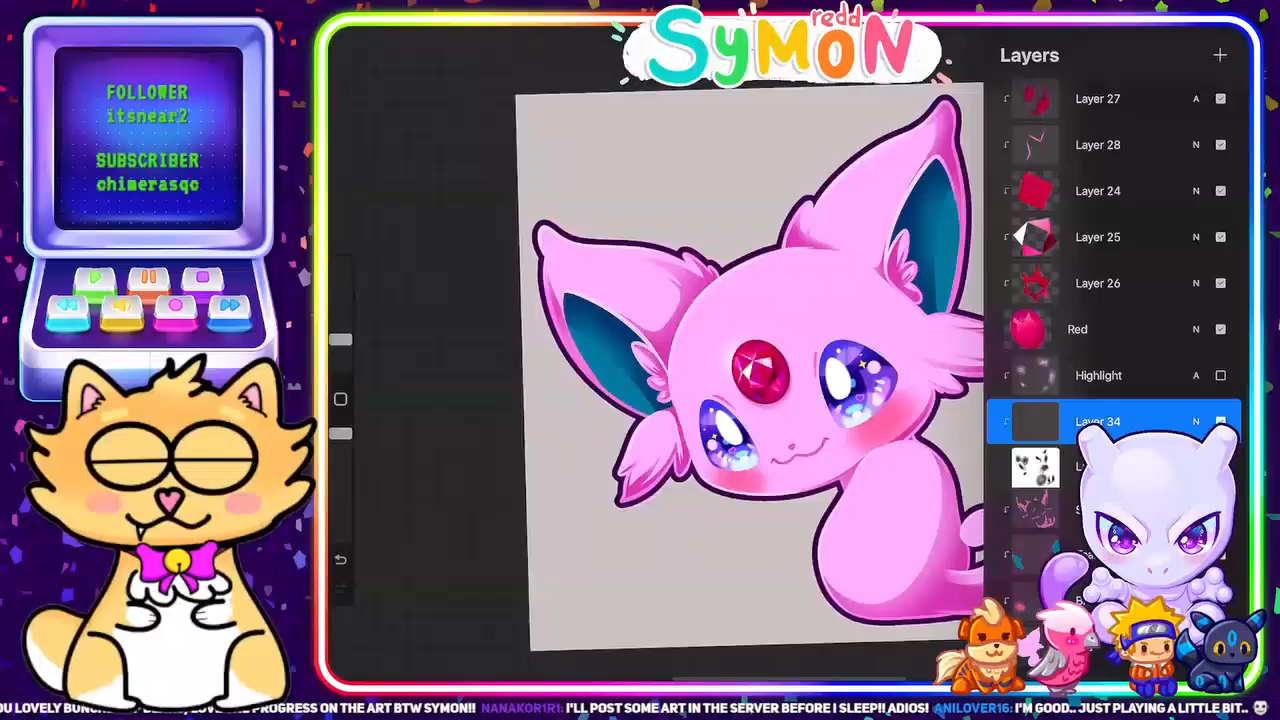 redd
SyMON
FOLLOWER
itsnear2
SUBSCRIBER
chimerasqc
Layers
Layer 27
A
Layer 28
N
Layer 24
N
Layer 25
N
Layer 26
N
Red
N
Highlight
A
Layer 34
N
LOVELY
PROGRESS ON THE ART BTW SYMON!! NANAKOR1R1: I'LL POST SOME ART IN THE SERVER BEFORE I SLEEP!! ADIOS! ANILOVER16: I'M GOOD.. JUST PLAYING A LITTLE BIT..